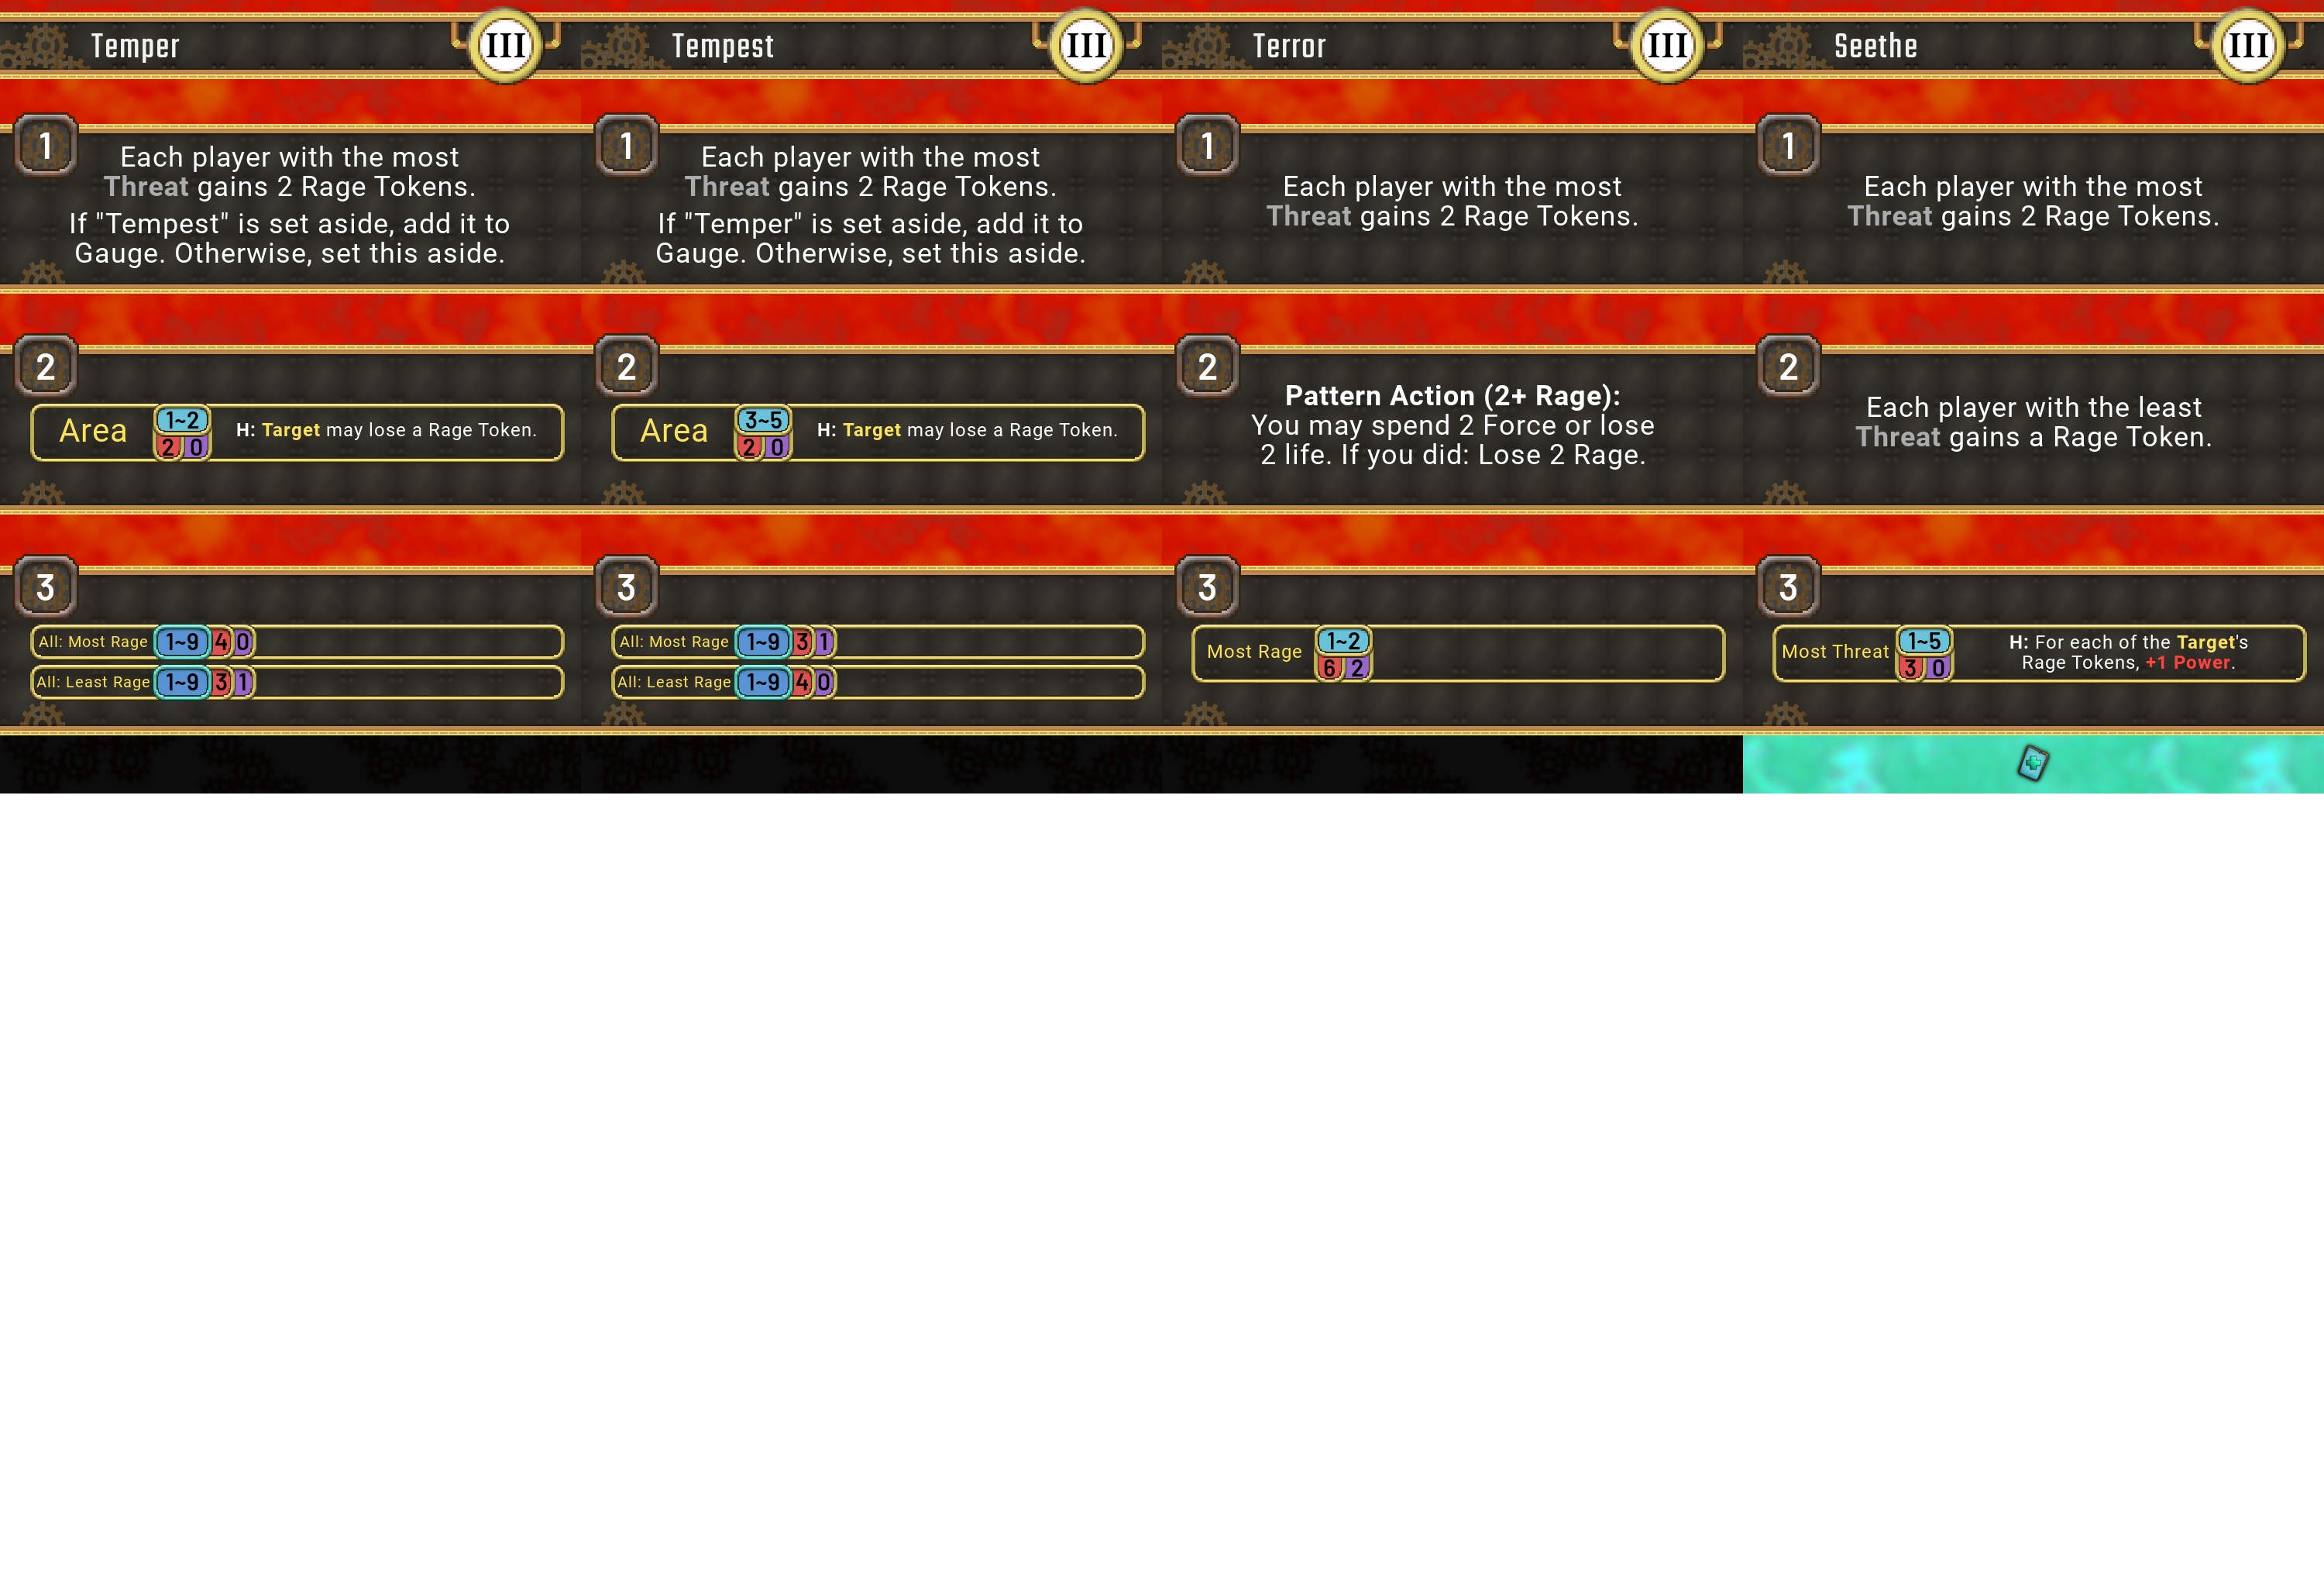 Temper
III
1
Each player with the most
Threat gains 2 Rage Tokens.
If "Tempest" is set aside, add it to
Gauge. Otherwise, set this aside.
2
Area
1~2
2 0
H: Target may lose a Rage Token.
3
All: Most Rage 1~9 4 0
All: Least Rage 1~9 3 1
Tempest
III
1
Each player with the most
Threat gains 2 Rage Tokens.
If "Temper" is set aside, add it to
Gauge. Otherwise, set this aside.
2
Area
3~5
2 0
H: Target may lose a Rage Token.
3
All: Most Rage 1~9 3 1
All: Least Rage 1~9 4 0
Terror
III
1
Each player with the most
Threat gains 2 Rage Tokens.
2
Pattern Action (2+ Rage):
You may spend 2 Force or lose
2 life. If you did: Lose 2 Rage.
3
Most Rage
1~2
6 2
Seethe
III
1
Each player with the most
Threat gains 2 Rage Tokens.
2
Each player with the least
Threat gains a Rage Token.
3
Most Threat
1~5
3 0
H: For each of the Target's
Rage Tokens, +1 Power.